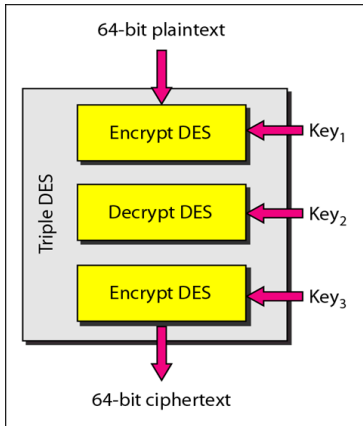 64-bit plaintext
Triple DES
Encrypt DES
Key₁
Decrypt DES
Key₂
Encrypt DES
Key₃
64-bit ciphertext